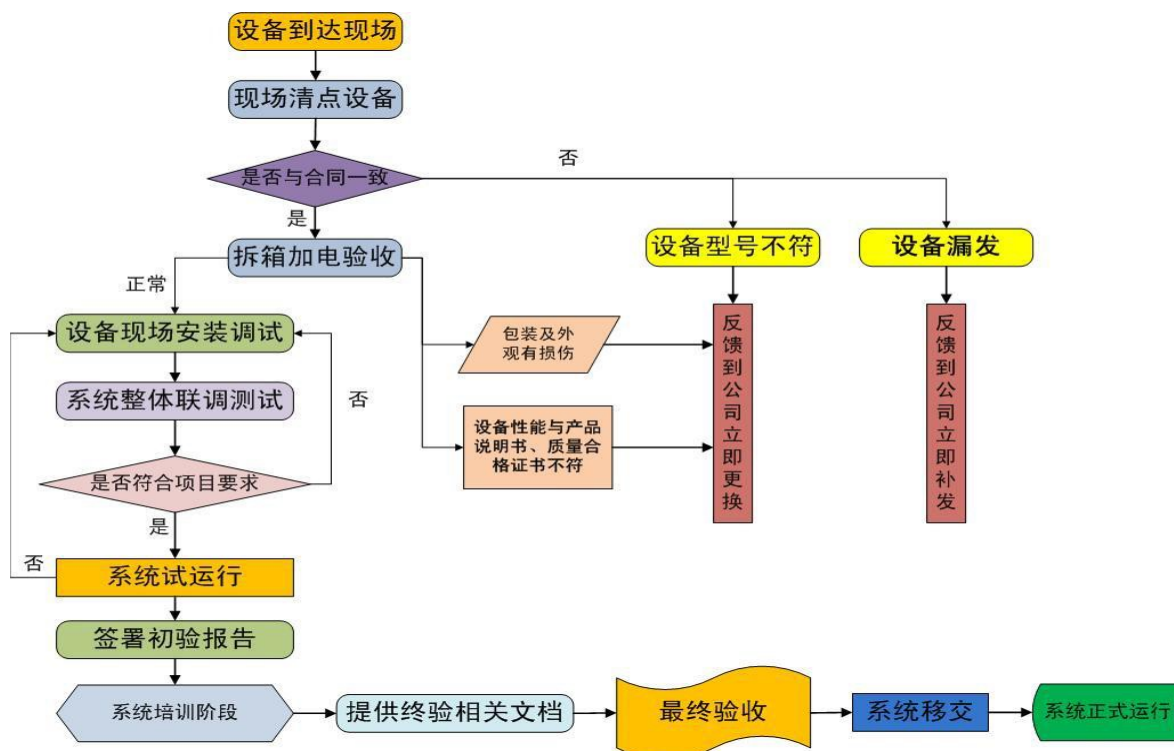 设备到达现场
现场清点设备
否
是否与合同一致
是
拆箱加电验收
设备型号不符
设备漏发
正常
设备现场安装调试
包装及外
观有损伤
反馈到公司立即更换
反馈到公司立即补发
系统整体联调测试
否
设备性能与产品
说明书、质量合
格证书不符
是否符合项目要求
是
否
系统试运行
签署初验报告
系统培训阶段
提供终验相关文档
最终验收
系统移交
系统正式运行